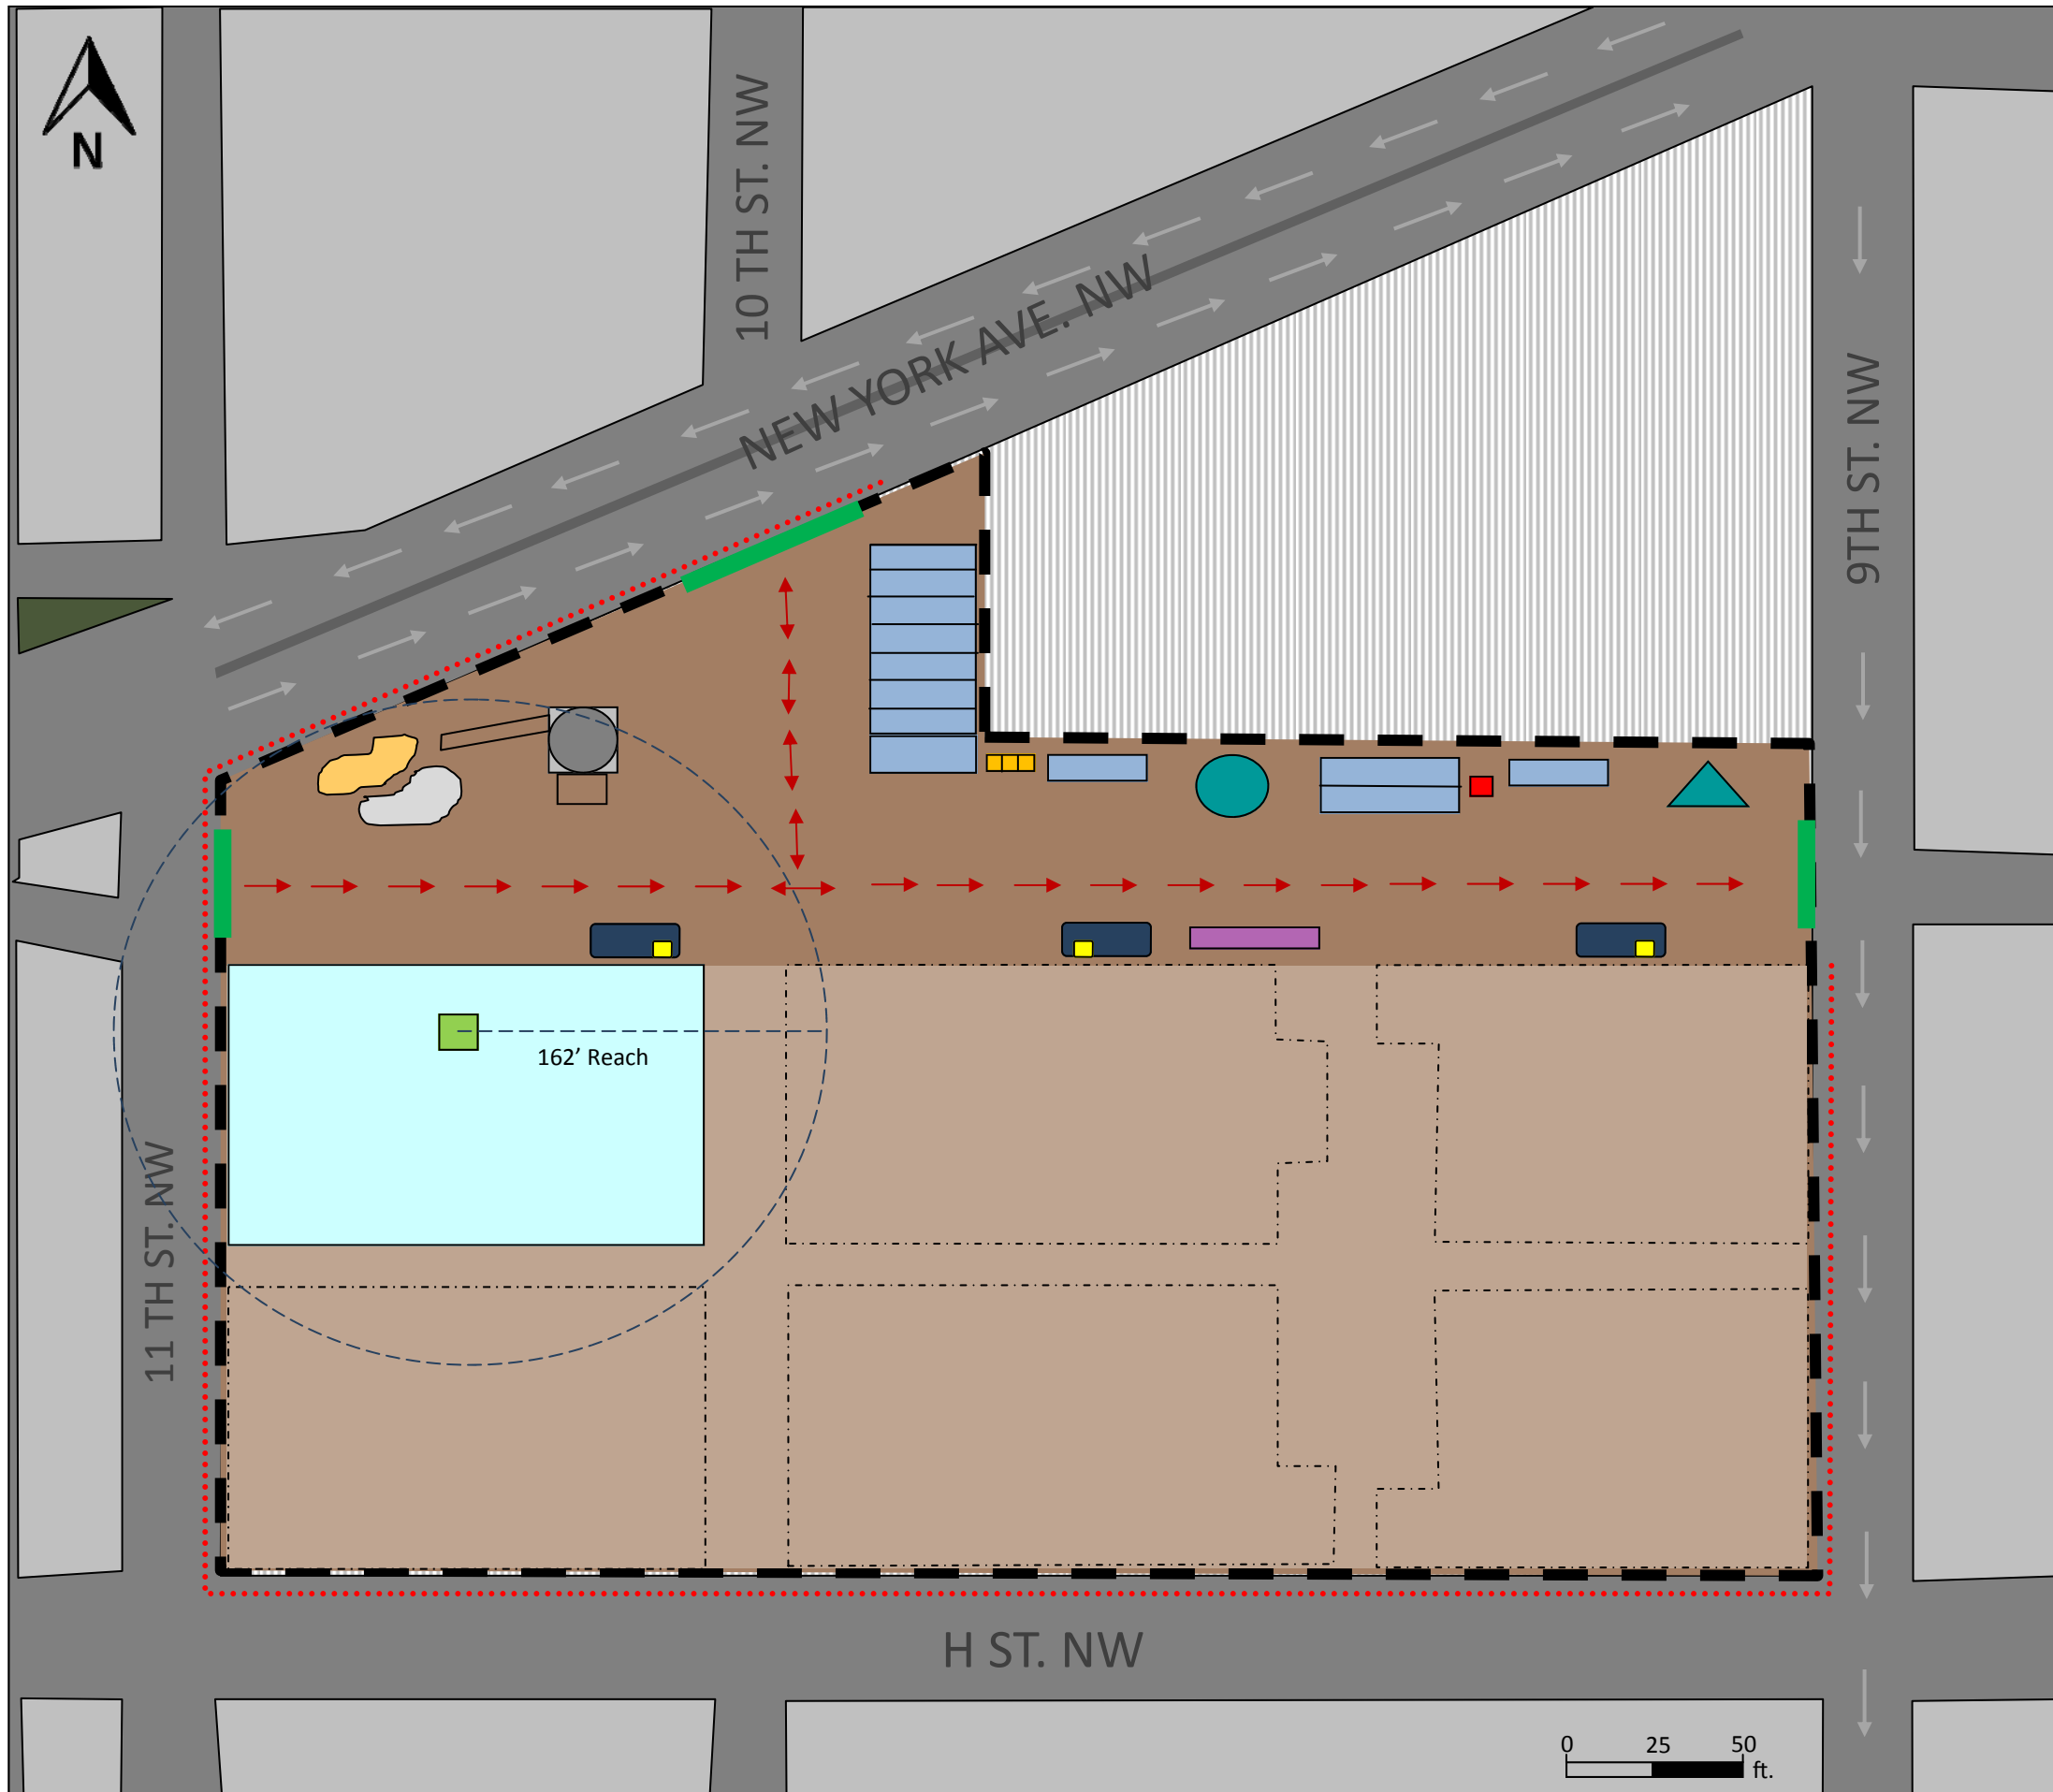 N
10 TH ST. NW
NEW YORK AVE. NW
9TH ST. NW
162’ Reach
11 TH ST. NW
H ST. NW
0 25 50
ft.